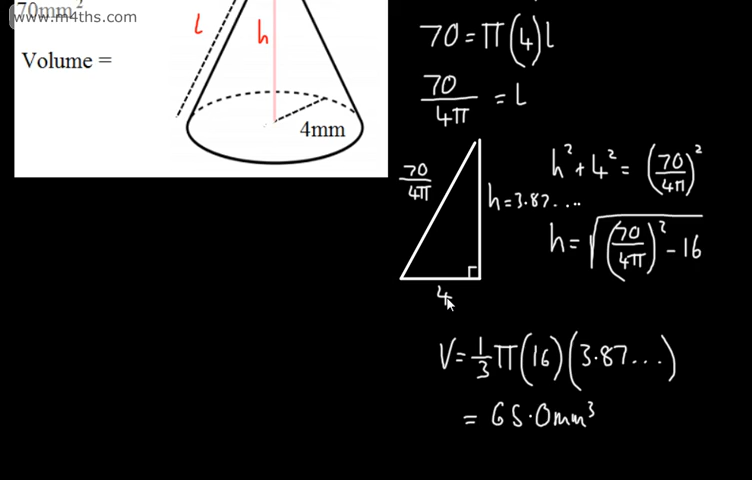 www.m4ths.com
70mm²
Volume =
l
h
4mm
70 = π(4)l
70/4π = l
70/4π
h = 3.87....
4
h² + 4² = (70/4π)²
h = √((70/4π)² - 16)
V = 1/3 π(16)(3.87...)
= 65.0mm³